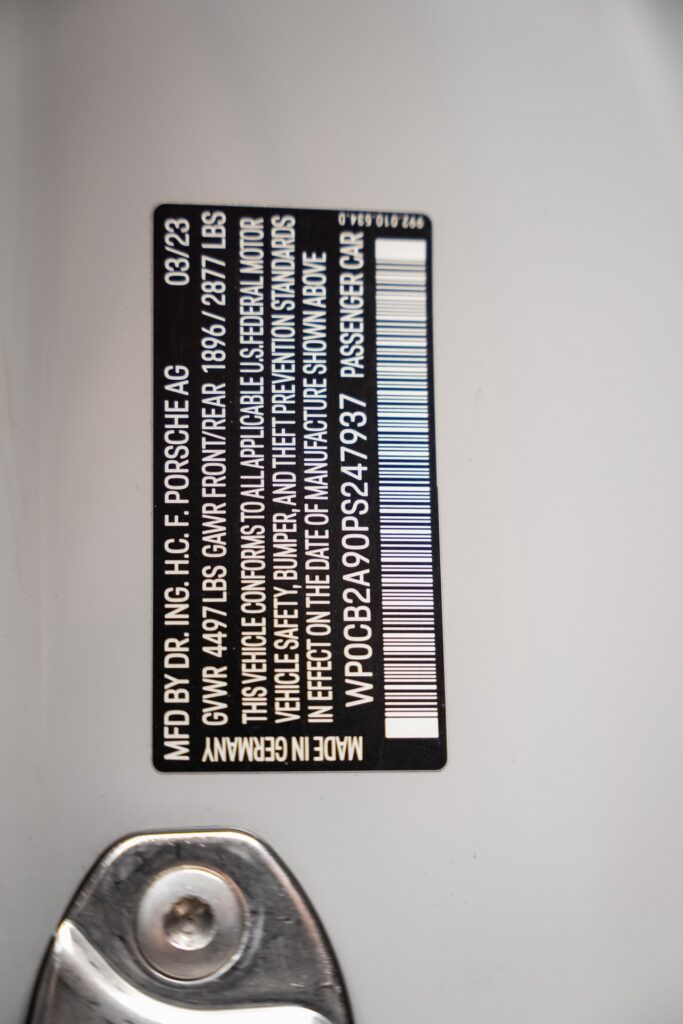 MFD BY DR. ING. H.C. F. PORSCHE AG 03/23
GVWR 4497 LBS GAWR FRONT/REAR 1896 / 2877 LBS
THIS VEHICLE CONFORMS TO ALL APPLICABLE U.S. FEDERAL MOTOR
VEHICLE SAFETY, BUMPER, AND THEFT PREVENTION STANDARDS
IN EFFECT ON THE DATE OF MANUFACTURE SHOWN ABOVE
WP0CB2A90PS247937 PASSENGER CAR
MADE IN GERMANY
992.010.534.D